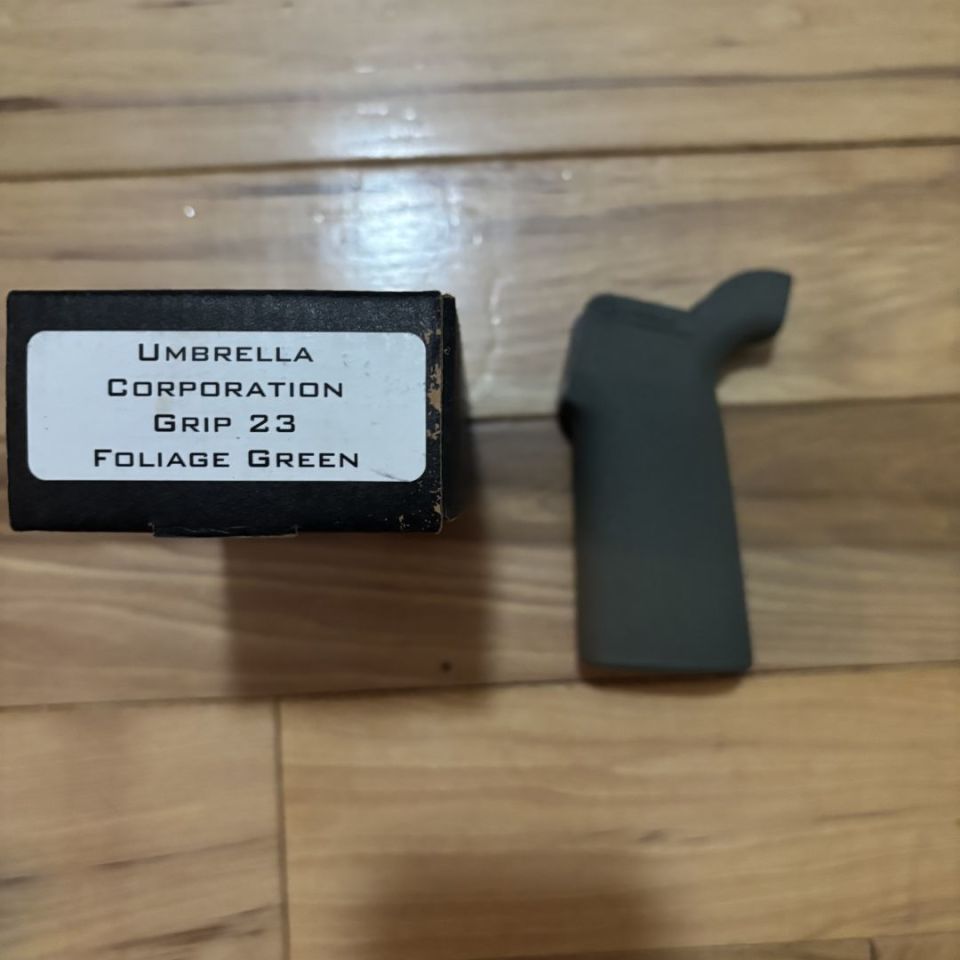 Umbrella
Corporation
Grip 23
Foliage Green